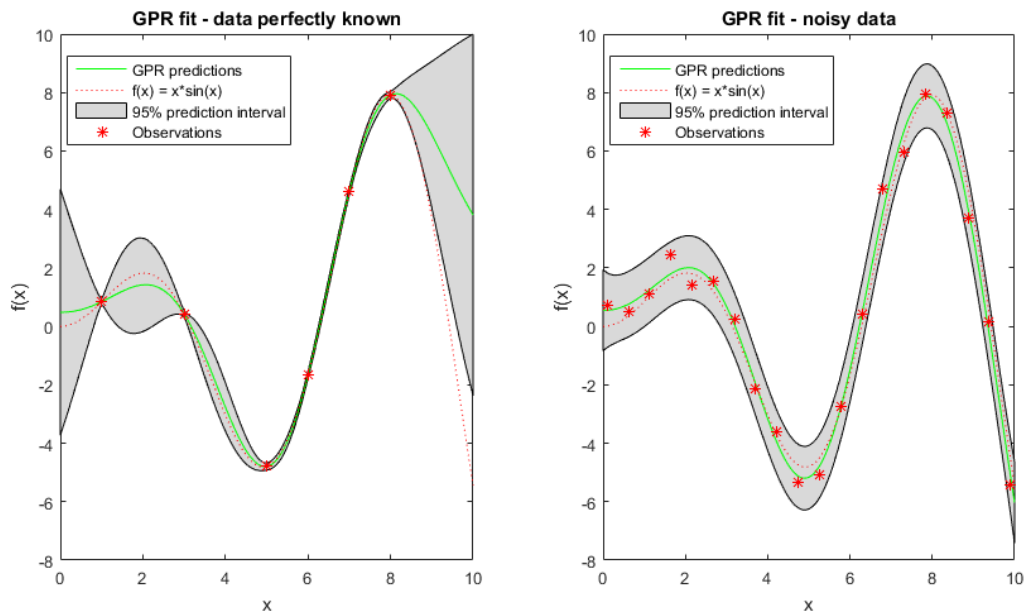 GPR fit - data perfectly known
10
8
6
4
2
0
-2
-4
-6
-8
f(x)
GPR predictions
f(x) = x*sin(x)
95% prediction interval
Observations
0 2 4 6 8 10
x
GPR fit - noisy data
10
8
6
4
2
0
-2
-4
-6
-8
f(x)
GPR predictions
f(x) = x*sin(x)
95% prediction interval
Observations
0 2 4 6 8 10
x